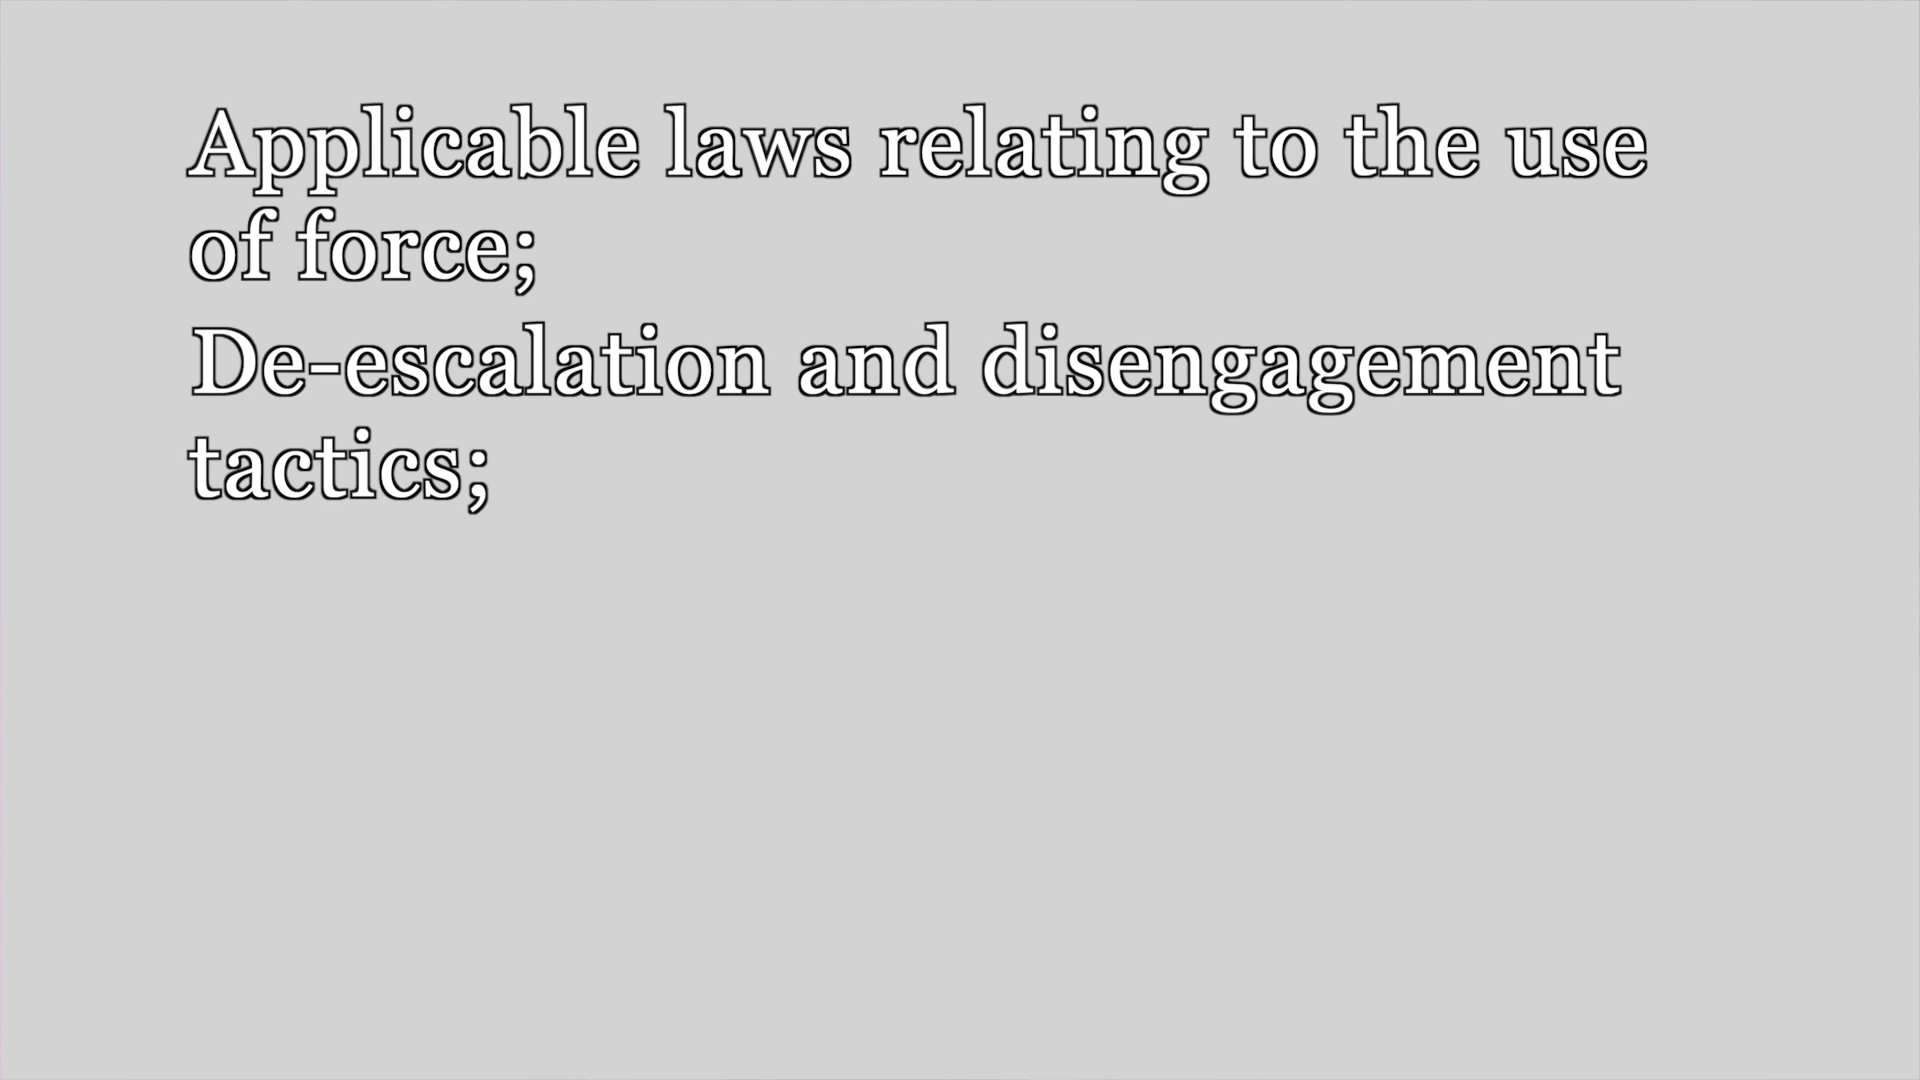 Applicable laws relating to the use
of force;
De-escalation and disengagement
tactics;